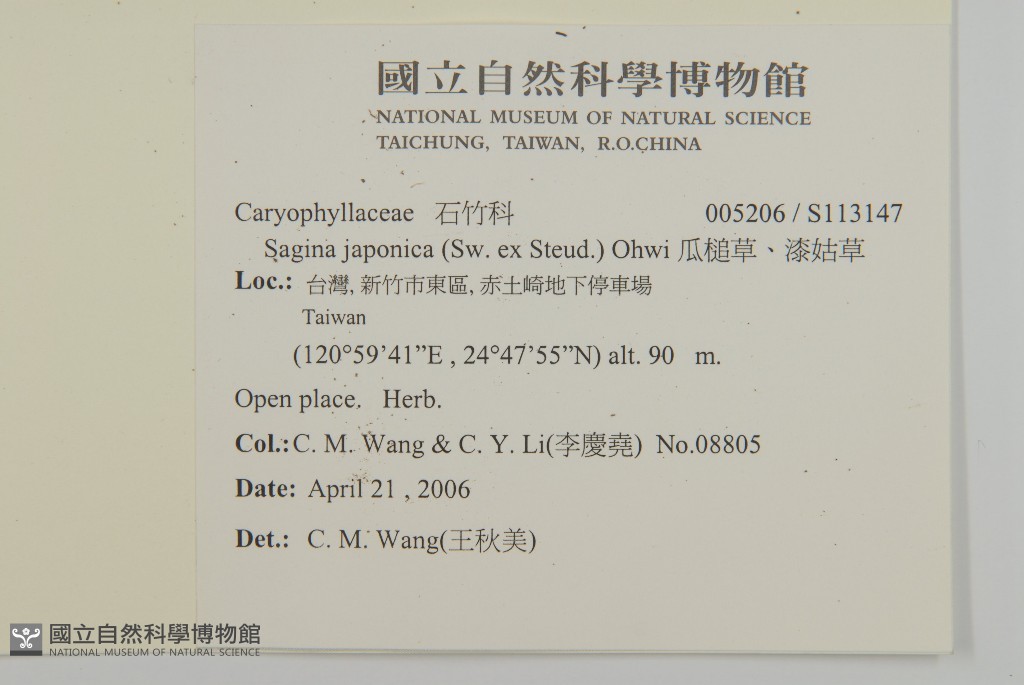 國立自然科學博物館
NATIONAL MUSEUM OF NATURAL SCIENCE
TAICHUNG, TAIWAN, R.O.CHINA
Caryophyllaceae 石竹科 005206 / S113147
Sagina japonica (Sw. ex Steud.) Ohwi 瓜槌草、漆姑草
Loc.: 台灣, 新竹市東區, 赤土崎地下停車場
Taiwan
(120°59’41”E , 24°47’55”N) alt. 90 m.
Open place. Herb.
Col.: C. M. Wang & C. Y. Li(李慶堯) No.08805
Date: April 21 , 2006
Det.: C. M. Wang(王秋美)
國立自然科學博物館
NATIONAL MUSEUM OF NATURAL SCIENCE